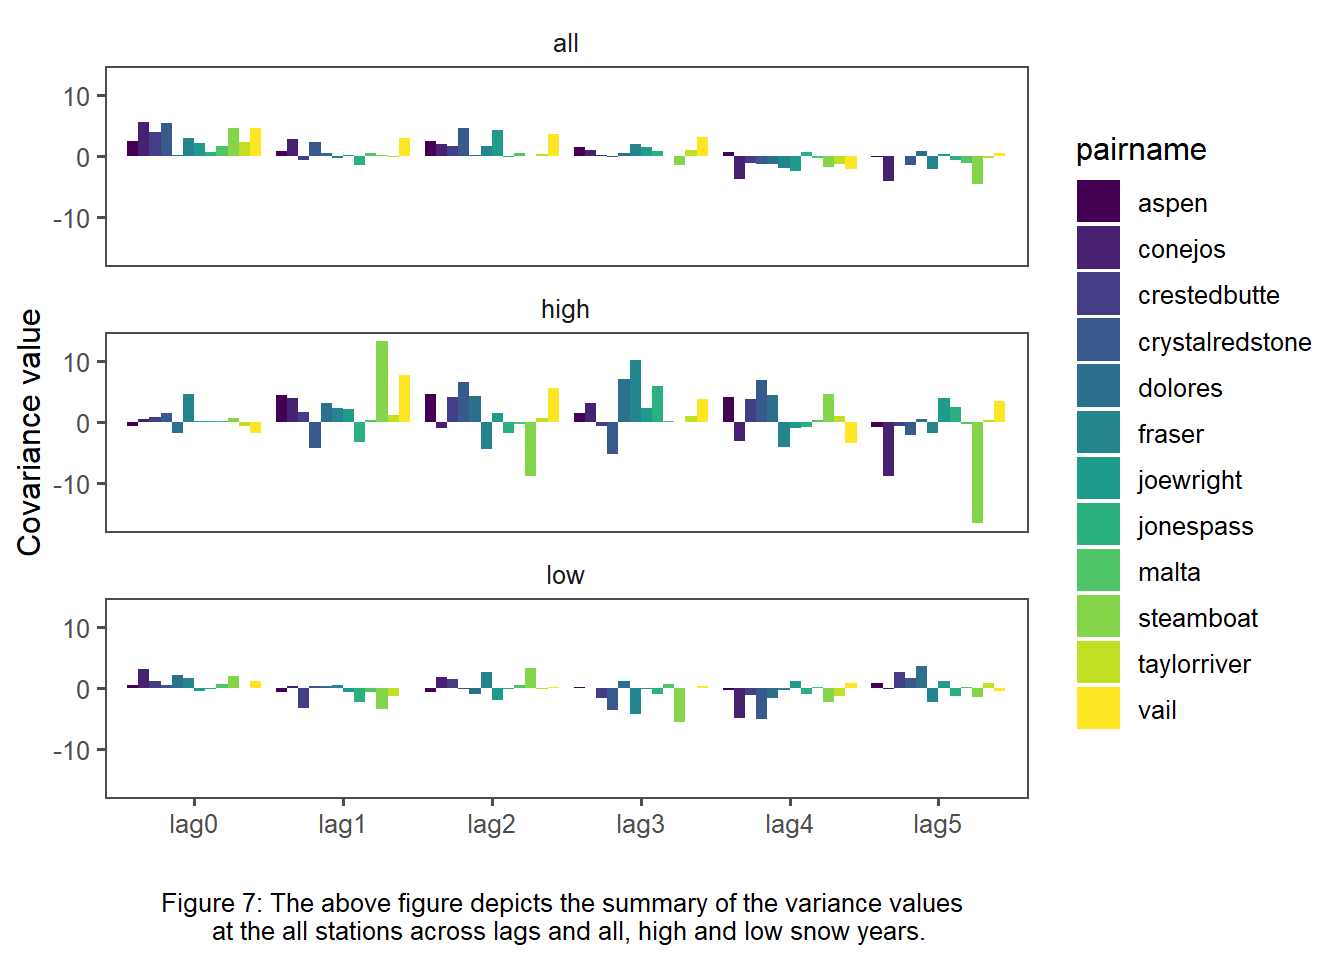 all
10
0
-10
high
10
0
-10
low
10
0
-10
Covariance value
lag0 lag1 lag2 lag3 lag4 lag5
pairname
aspen
conejos
crestedbutte
crystalredstone
dolores
fraser
joewright
jonespass
malta
steamboat
taylorriver
vail
Figure 7: The above figure depicts the summary of the variance values
at the all stations across lags and all, high and low snow years.